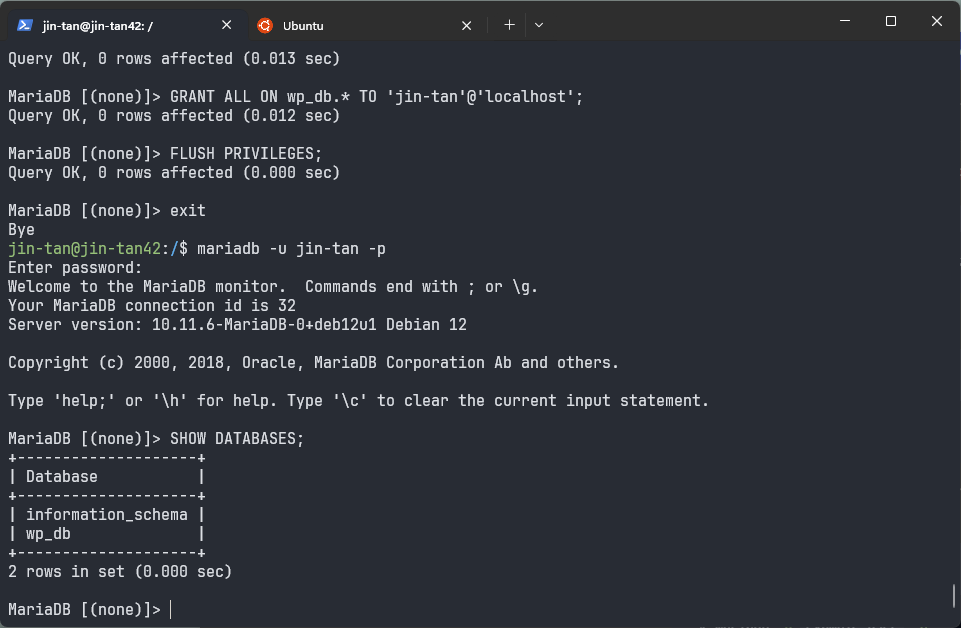 jin-tan@jin-tan42: /
Ubuntu
Query OK, 0 rows affected (0.013 sec)
MariaDB [(none)]> GRANT ALL ON wp_db.* TO 'jin-tan'@'localhost';
Query OK, 0 rows affected (0.012 sec)
MariaDB [(none)]> FLUSH PRIVILEGES;
Query OK, 0 rows affected (0.000 sec)
MariaDB [(none)]> exit
Bye
jin-tan@jin-tan42:/$ mariadb -u jin-tan -p
Enter password:
Welcome to the MariaDB monitor.  Commands end with ; or \g.
Your MariaDB connection id is 32
Server version: 10.11.6-MariaDB-0+deb12u1 Debian 12
Copyright (c) 2000, 2018, Oracle, MariaDB Corporation Ab and others.
Type 'help;' or '\h' for help. Type '\c' to clear the current input statement.
MariaDB [(none)]> SHOW DATABASES;
+--------------------+
| Database           |
+--------------------+
| information_schema |
| wp_db              |
+--------------------+
2 rows in set (0.000 sec)
MariaDB [(none)]>